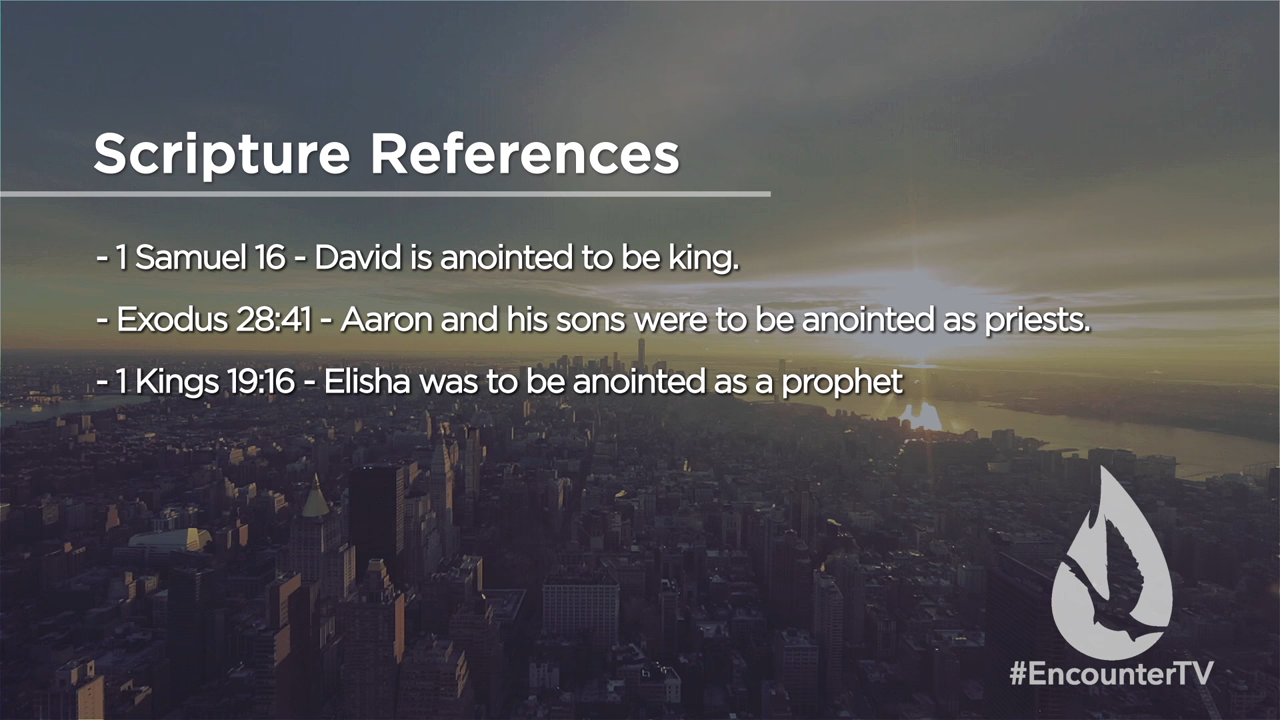 Scripture References
- 1 Samuel 16 - David is anointed to be king.
- Exodus 28:41 - Aaron and his sons were to be anointed as priests.
- 1 Kings 19:16 - Elisha was to be anointed as a prophet
#EncounterTV